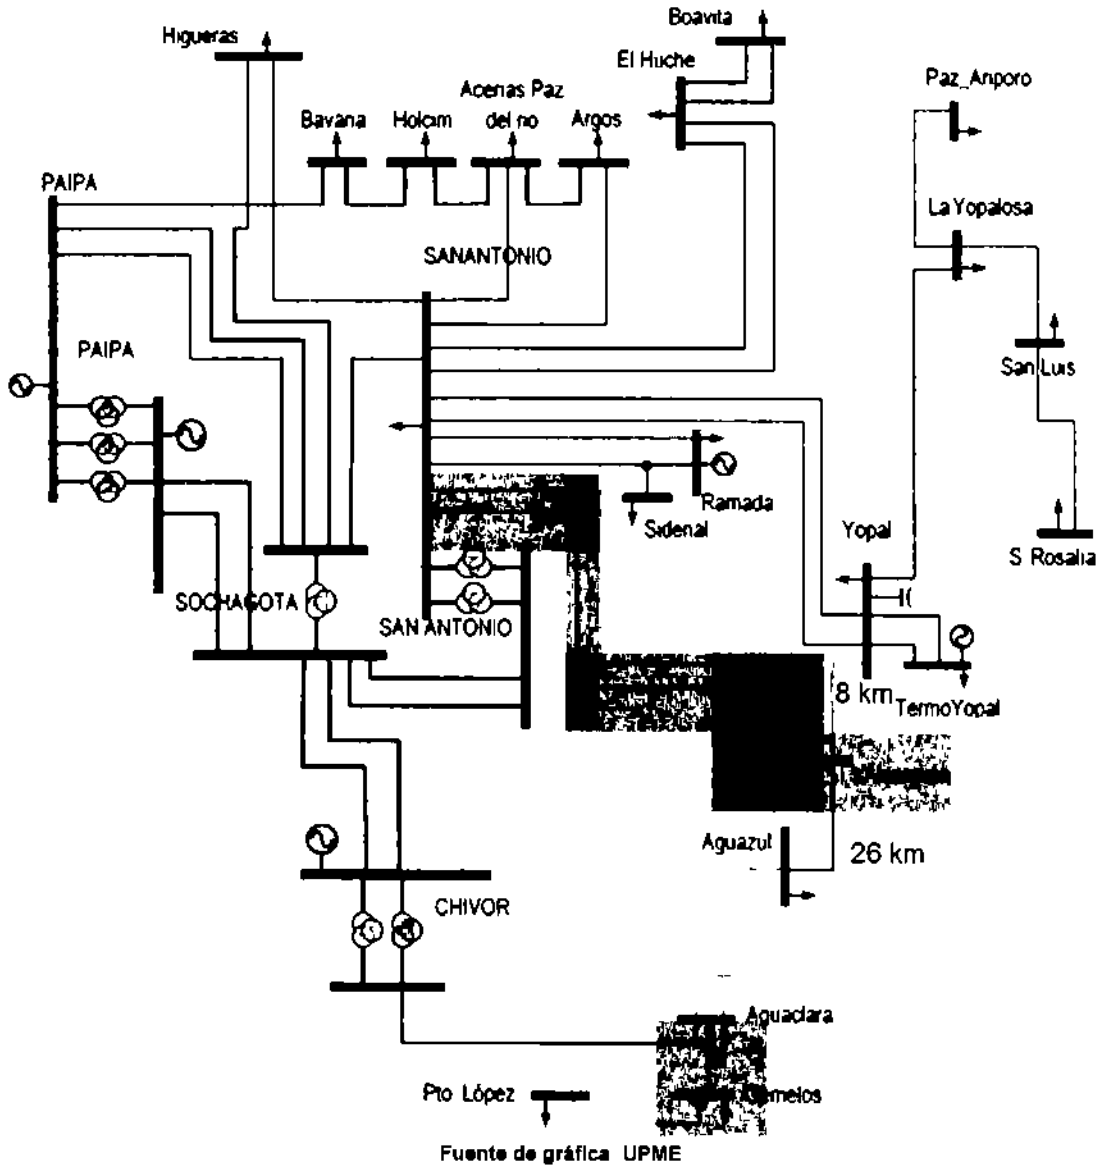 Boavita
Higueras
El Huche
Acerias Paz
del rio
Paz_Anporo
Bavaria
Holcim
Argos
PAIPA
La Yopalosa
SANANTONIO
PAIPA
San Luis
Ramada
Sidenal
Yopal
S Rosalia
SOCHAGOTA
SAN ANTONIO
8 km
TermoYopal
Aguazul
26 km
CHIVOR
Aguaclara
Pto López
Fuente de gráfica UPME